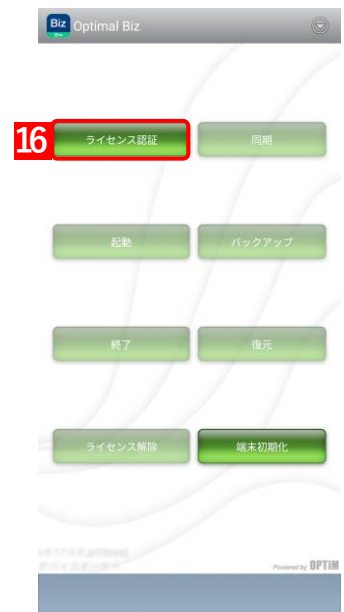 Biz Optimal Biz
16
ライセンス認証 同期
起動 バックアップ
終了 復元
ライセンス解除 端末初期化
Powered by OPTiM